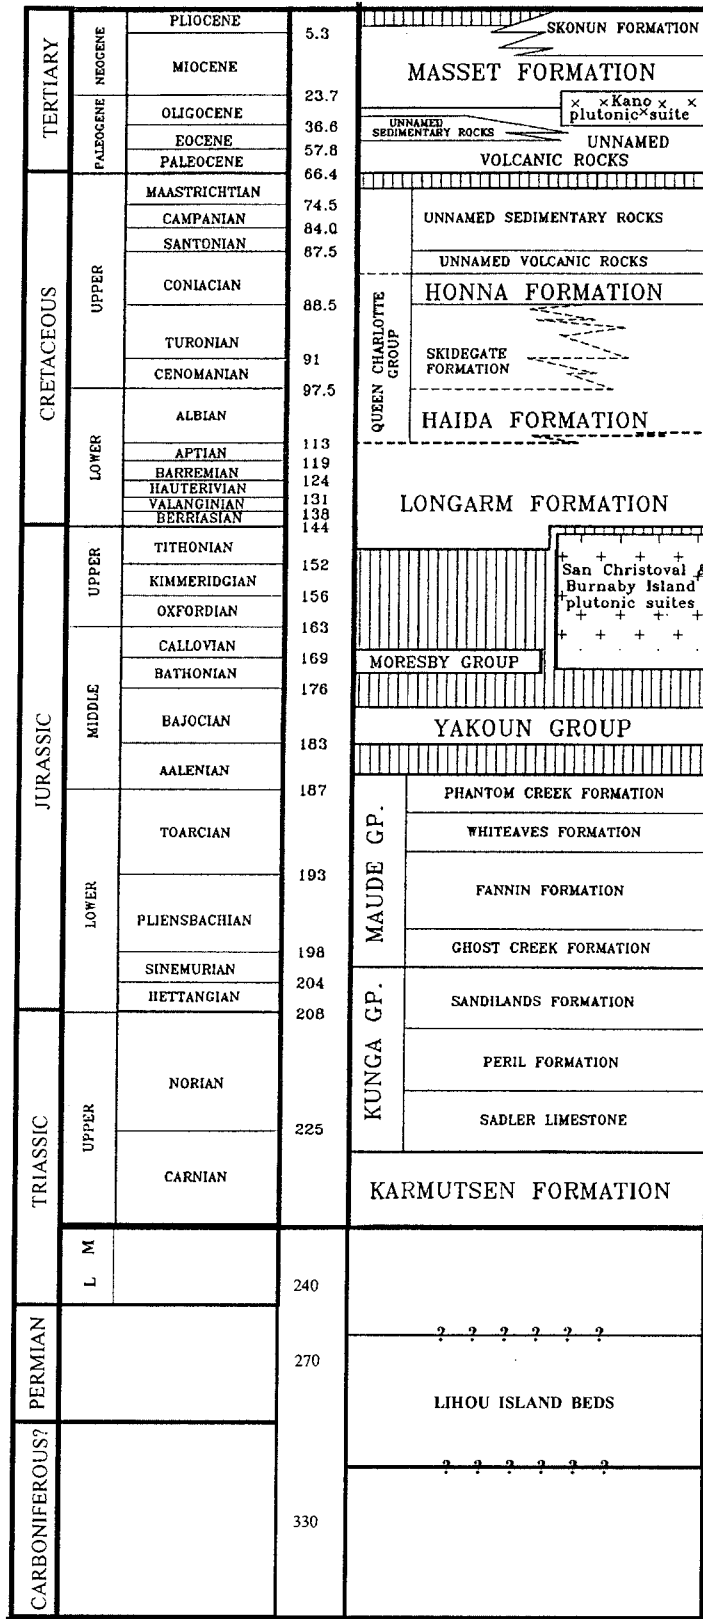 TERTIARY
NEOGENE
PALEOGENE
PLIOCENE
5.3
MIOCENE
23.7
OLIGOCENE
36.6
EOCENE
57.8
PALEOCENE
66.4
SKONUN FORMATION
MASSET FORMATION
Kano
plutonic suite
UNNAMED
SEDIMENTARY ROCKS
UNNAMED
VOLCANIC ROCKS
CRETACEOUS
UPPER
MAASTRICHTIAN
74.5
CAMPANIAN
84.0
SANTONIAN
87.5
CONIACIAN
88.5
TURONIAN
91
CENOMANIAN
97.5
LOWER
ALBIAN
113
APTIAN
119
BARREMIAN
124
HAUTERIVIAN
131
VALANGINIAN
138
BERRIASIAN
144
UNNAMED SEDIMENTARY ROCKS
UNNAMED VOLCANIC ROCKS
QUEEN CHARLOTTE
GROUP
HONNA FORMATION
SKIDEGATE
FORMATION
HAIDA FORMATION
LONGARM FORMATION
JURASSIC
UPPER
TITHONIAN
152
KIMMERIDGIAN
156
OXFORDIAN
163
MIDDLE
CALLOVIAN
169
BATHONIAN
176
BAJOCIAN
183
AALENIAN
187
LOWER
TOARCIAN
193
PLIENSBACHIAN
198
SINEMURIAN
204
HETTANGIAN
208
San Christoval &
Burnaby Island
plutonic suites
MORESBY GROUP
YAKOUN GROUP
MAUDE GP.
PHANTOM CREEK FORMATION
WHITEAVES FORMATION
FANNIN FORMATION
GHOST CREEK FORMATION
KUNGA GP.
SANDILANDS FORMATION
PERIL FORMATION
SADLER LIMESTONE
TRIASSIC
UPPER
NORIAN
225
CARNIAN
KARMUTSEN FORMATION
L M
240
PERMIAN
270
? ? ? ? ? ?
LIHOU ISLAND BEDS
? ? ? ? ? ?
CARBONIFEROUS?
330